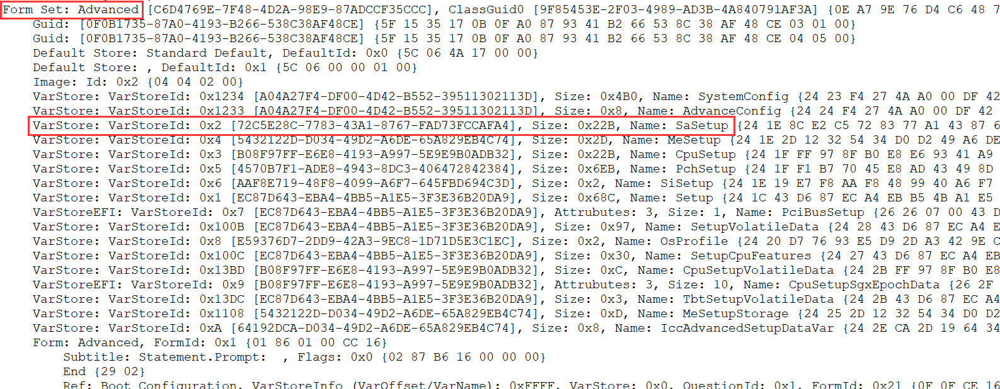 Form Set: Advanced [C6D4769E-7F48-4D2A-98E9-87ADCCF35CCC], ClassGuid0 [9F85453E-2F03-4989-AD3B-4A840791AF3A] {0E A7 9E 76 D4 C6 48 7
Guid: [0F0B1735-87A0-4193-B266-538C38AF48CE] {5F 15 35 17 0B 0F A0 87 93 41 B2 66 53 8C 38 AF 48 CE 03 01 00}
Guid: [0F0B1735-87A0-4193-B266-538C38AF48CE] {5F 15 35 17 0B 0F A0 87 93 41 B2 66 53 8C 38 AF 48 CE 04 05 00}
Default Store: Standard Default, DefaultId: 0x0 {5C 06 4A 17 00 00}
Default Store: , DefaultId: 0x1 {5C 06 00 00 01 00}
Image: Id: 0x2 {04 04 02 00}
VarStore: VarStoreId: 0x1234 [A04A27F4-DF00-4D42-B552-39511302113D], Size: 0x4B0, Name: SystemConfig {24 23 F4 27 4A A0 00 DF 42
VarStore: VarStoreId: 0x1233 [A04A27F4-DF00-4D42-B552-39511302113D], Size: 0x8, Name: AdvanceConfig {24 24 F4 27 4A A0 00 DF 42
VarStore: VarStoreId: 0x2 [72C5E28C-7783-43A1-8767-FAD73FCCAFA4], Size: 0x22B, Name: SaSetup {24 1E 8C E2 C5 72 83 77 A1 43 87 6
VarStore: VarStoreId: 0x4 [5432122D-D034-49D2-A6DE-65A829EB4C74], Size: 0x2D, Name: MeSetup {24 1E 2D 12 32 54 34 D0 D2 49 A6 DE
VarStore: VarStoreId: 0x3 [B08F97FF-E6E8-4193-A997-5E9E9B0ADB32], Size: 0x22B, Name: CpuSetup {24 1F FF 97 8F B0 E8 E6 93 41 A9
VarStore: VarStoreId: 0x5 [4570B7F1-ADE8-4943-8DC3-406472842384], Size: 0x6EB, Name: PchSetup {24 1F F1 B7 70 45 E8 AD 43 49 8D
VarStore: VarStoreId: 0x6 [AAF8E719-48F8-4099-A6F7-645FBD694C3D], Size: 0x2, Name: SiSetup {24 1E 19 E7 F8 AA F8 48 99 40 A6 F7
VarStore: VarStoreId: 0x1 [EC87D643-EBA4-4BB5-A1E5-3F3E36B20DA9], Size: 0x68C, Name: Setup {24 1C 43 D6 87 EC A4 EB B5 4B A1 E5
VarStoreEFI: VarStoreId: 0x7 [EC87D643-EBA4-4BB5-A1E5-3F3E36B20DA9], Attrubutes: 3, Size: 1, Name: PciBusSetup {26 26 07 00 43 D
VarStore: VarStoreId: 0x100B [EC87D643-EBA4-4BB5-A1E5-3F3E36B20DA9], Size: 0x97, Name: SetupVolatileData {24 28 43 D6 87 EC A4 E
VarStore: VarStoreId: 0x8 [E59376D7-2DD9-42A3-9EC8-1D71D5E3C1EC], Size: 0x2, Name: OsProfile {24 20 D7 76 93 E5 D9 2D A3 42 9E C
VarStore: VarStoreId: 0x100C [EC87D643-EBA4-4BB5-A1E5-3F3E36B20DA9], Size: 0x30, Name: SetupCpuFeatures {24 27 43 D6 87 EC A4 EB
VarStore: VarStoreId: 0x13BD [B08F97FF-E6E8-4193-A997-5E9E9B0ADB32], Size: 0xC, Name: CpuSetupVolatileData {24 2B FF 97 8F B0 E8
VarStoreEFI: VarStoreId: 0x9 [B08F97FF-E6E8-4193-A997-5E9E9B0ADB32], Attrubutes: 3, Size: 10, Name: CpuSetupSgxEpochData {26 2F
VarStore: VarStoreId: 0x13DC [EC87D643-EBA4-4BB5-A1E5-3F3E36B20DA9], Size: 0x3, Name: TbtSetupVolatileData {24 2B 43 D6 87 EC A4
VarStore: VarStoreId: 0x1108 [5432122D-D034-49D2-A6DE-65A829EB4C74], Size: 0xD, Name: MeSetupStorage {24 25 2D 12 32 54 34 D0 D2
VarStore: VarStoreId: 0xA [64192DCA-D034-49D2-A6DE-65A829EB4C74], Size: 0x8, Name: IccAdvancedSetupDataVar {24 2E CA 2D 19 64 34
Form: Advanced, FormId: 0x1 {01 86 01 00 CC 16}
Subtitle: Statement.Prompt:  , Flags: 0x0 {02 87 B6 16 00 00 00}
End {29 02}
Ref: Boot Configuration, VarStoreInfo (VarOffset/VarName): 0xFFFF, VarStore: 0x0, QuestionId: 0x1, FormId: 0x21 {0F 0F CE 16